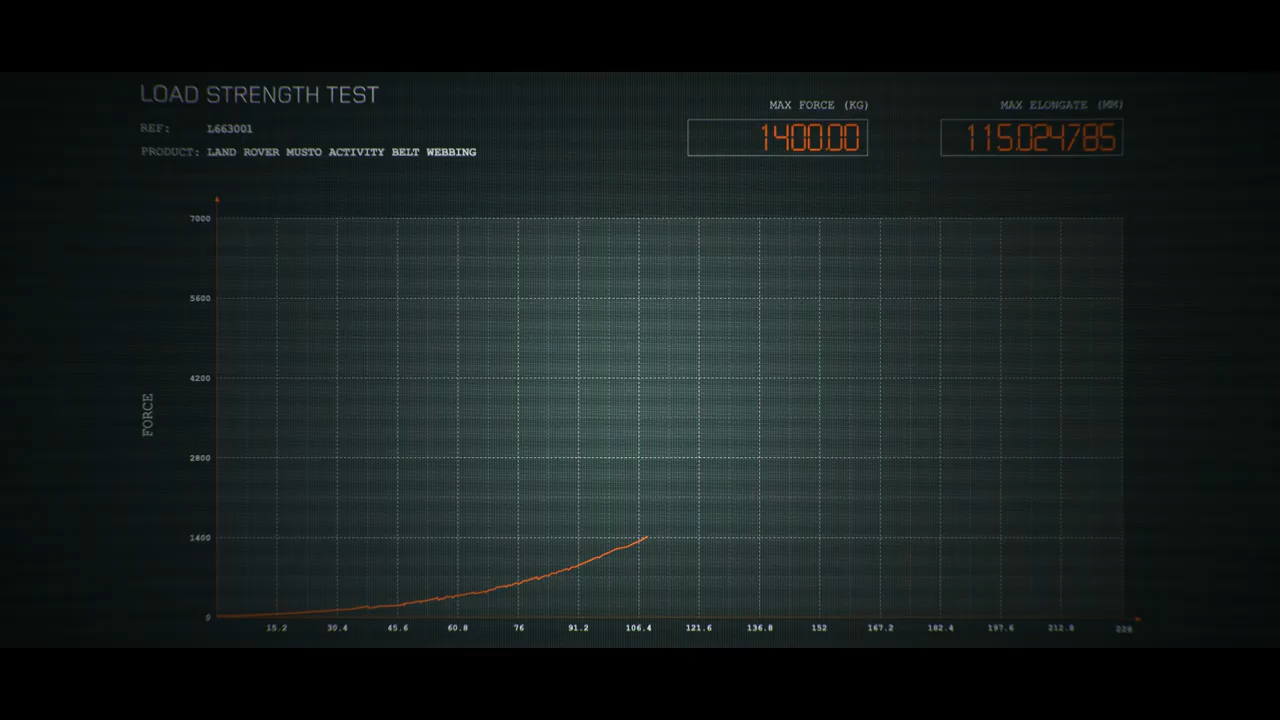 LOAD STRENGTH TEST
MAX FORCE (KG)
MAX ELONGATE (MM)
REF: L663001
1400.00
115.024785
PRODUCT: LAND ROVER MUSTO ACTIVITY BELT WEBBING
7000
5600
4200
FORCE
2800
1400
0
15.2 30.4 45.6 60.8 76 91.2 106.4 121.6 136.8 152 167.2 182.4 197.6 212.8 228